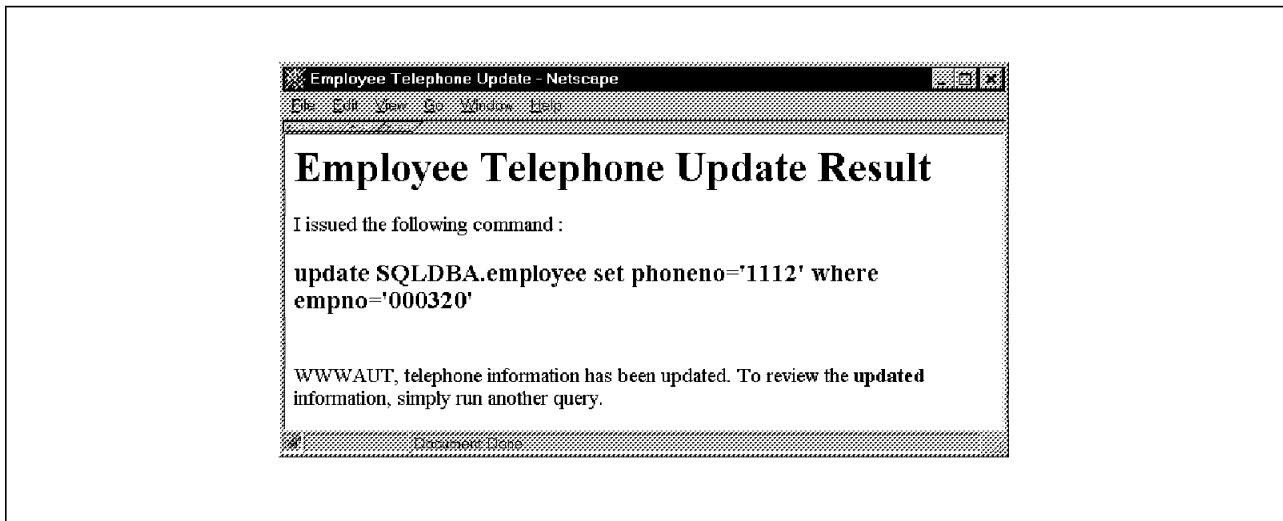 Employee Telephone Update - Netscape
File Edit View Go Window Help
Employee Telephone Update Result
I issued the following command :
update SQLDBA.employee set phoneno='1112' where
empno='000320'
WWWAUT, telephone information has been updated. To review the updated
information, simply run another query.
Document Done